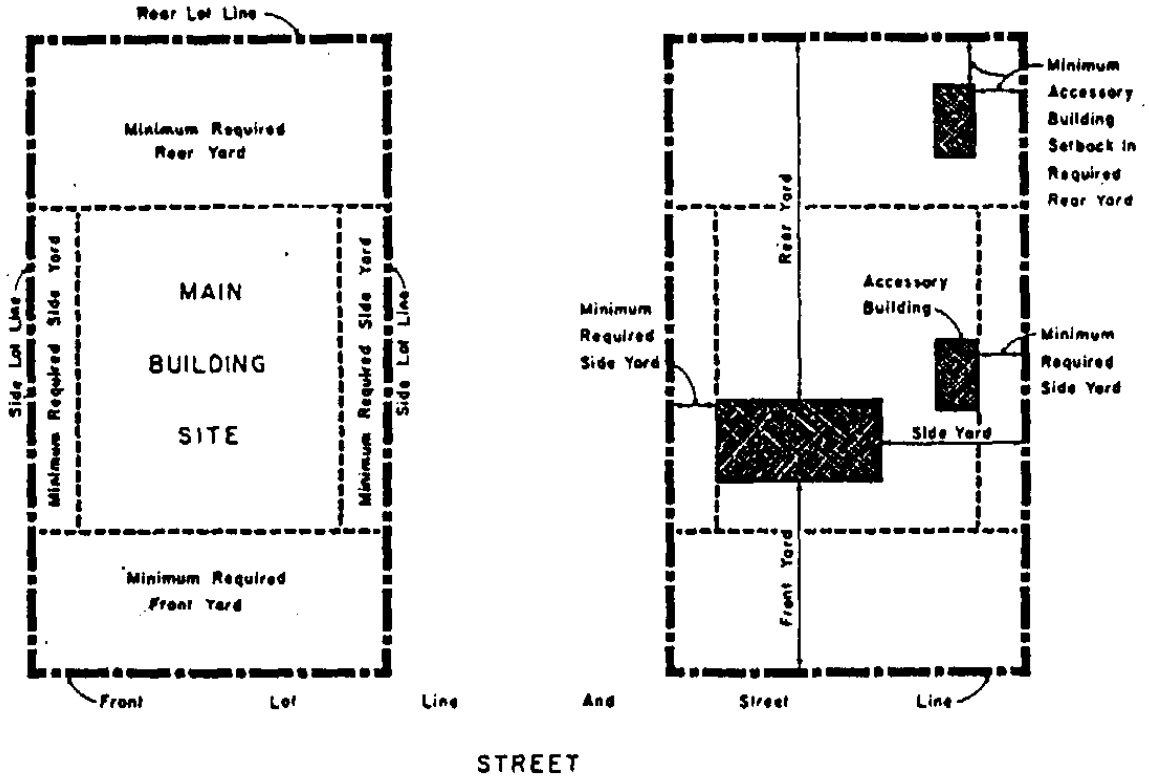 Rear Lot Line
Minimum Required
Rear Yard
Side Lot Line
Minimum Required Side Yard
MAIN
BUILDING
SITE
Minimum Required Side Yard
Side Lot Line
Minimum Required
Front Yard
Minimum
Accessory
Building
Setback in
Required
Rear Yard
Rear Yard
Accessory
Building
Minimum
Required
Side Yard
Minimum
Required
Side Yard
Side Yard
Front Yard
Front Lot Line And Street Line
STREET